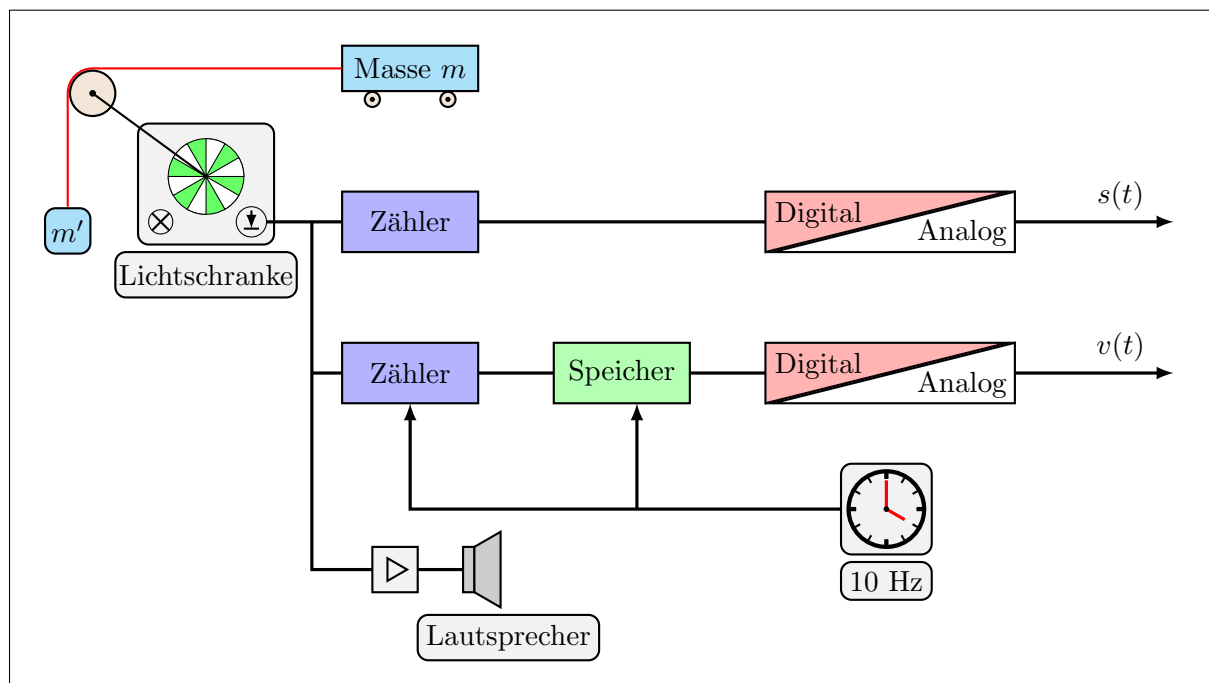 Masse m
m′
Lichtschranke
Zähler
Digital
Analog
s(t)
Zähler
Speicher
Digital
Analog
v(t)
10 Hz
Lautsprecher